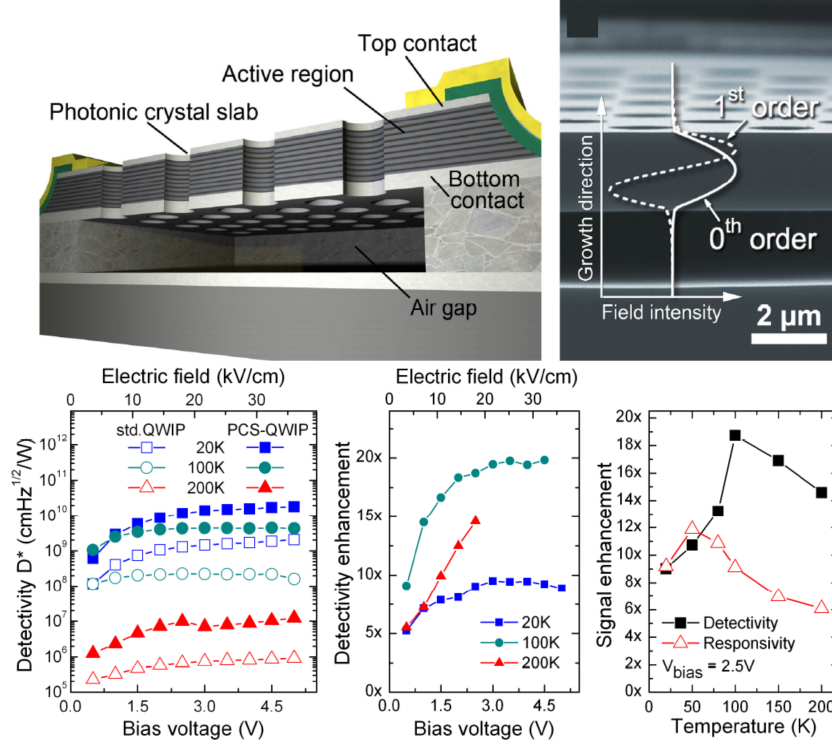 Top contact
Active region
Photonic crystal slab
Bottom
contact
Air gap
1st order
0th order
Growth direction
Field intensity
2 µm
Electric field (kV/cm)
0 10 20 30
std.QWIP PCS-QWIP
20K
100K
200K
Detectivity D* (cmHz1/2/W)
10^12
10^11
10^10
10^9
10^8
10^7
10^6
10^5
0.0 1.5 3.0 4.5
Bias voltage (V)
Electric field (kV/cm)
0 10 20 30
Detectivity enhancement
20x
15x
10x
5x
0x
20K
100K
200K
0.0 1.5 3.0 4.5
Bias voltage (V)
Signal enhancement
20x
18x
16x
14x
12x
10x
8x
6x
4x
2x
0x
Detectivity
Responsivity
Vbias = 2.5V
0 50 100 150 200
Temperature (K)